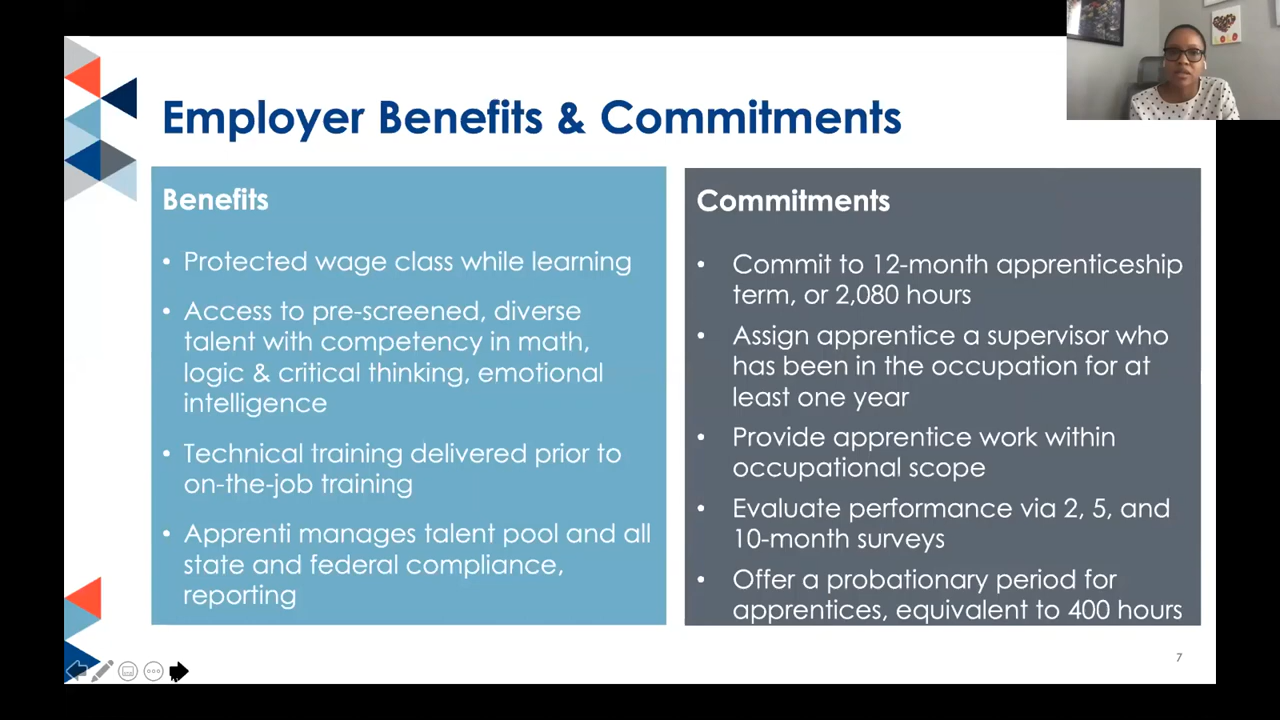 Employer Benefits & Commitments
Benefits
• Protected wage class while learning
• Access to pre-screened, diverse
talent with competency in math,
logic & critical thinking, emotional
intelligence
• Technical training delivered prior to
on-the-job training
• Apprenti manages talent pool and all
state and federal compliance,
reporting
Commitments
• Commit to 12-month apprenticeship
term, or 2,080 hours
• Assign apprentice a supervisor who
has been in the occupation for at
least one year
• Provide apprentice work within
occupational scope
• Evaluate performance via 2, 5, and
10-month surveys
• Offer a probationary period for
apprentices, equivalent to 400 hours
7